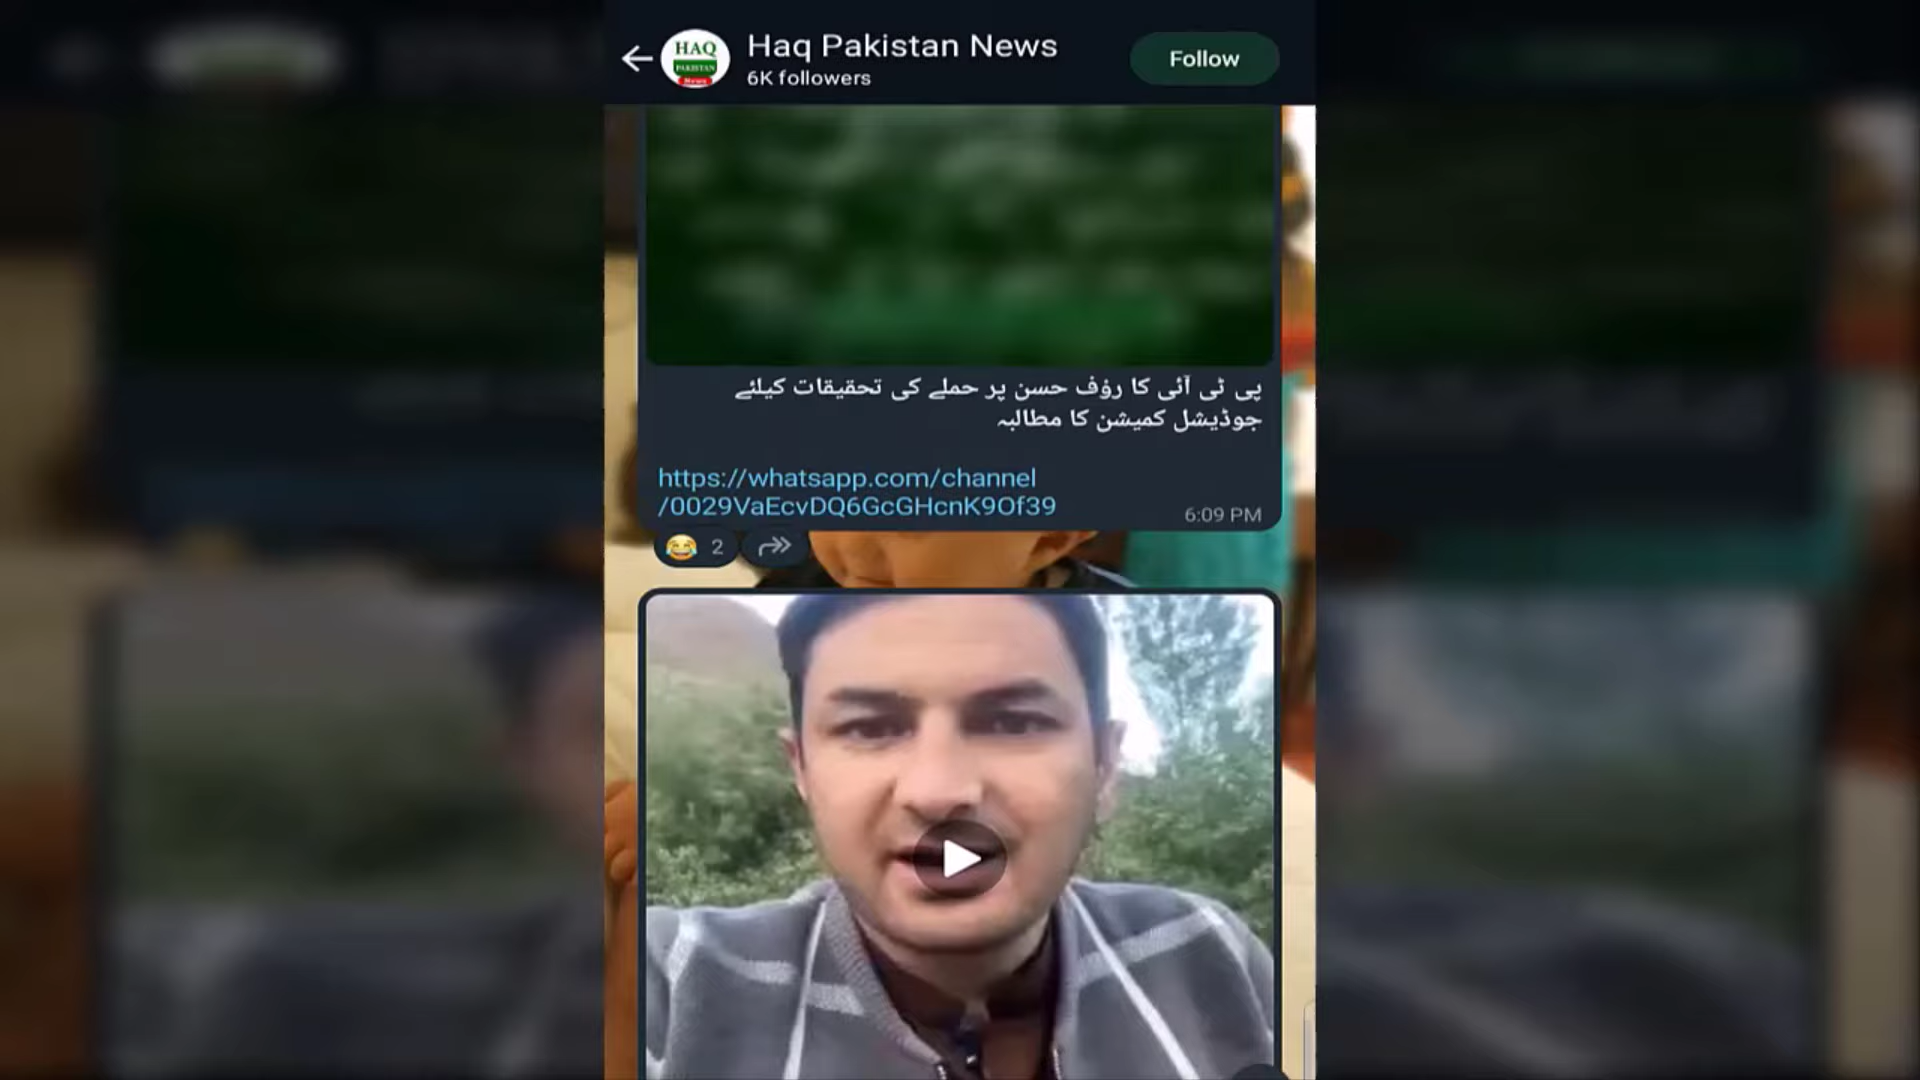 HAQ
PAKISTAN
News
Haq Pakistan News
6K followers
Follow
پی ٹی آئی کا رؤف حسن پر حملے کی تحقیقات کیلئے
جوڈیشل کمیشن کا مطالبہ
https://whatsapp.com/channel
/0029VaEcvDQ6GcGHcnK9Of39
6:09 PM
2